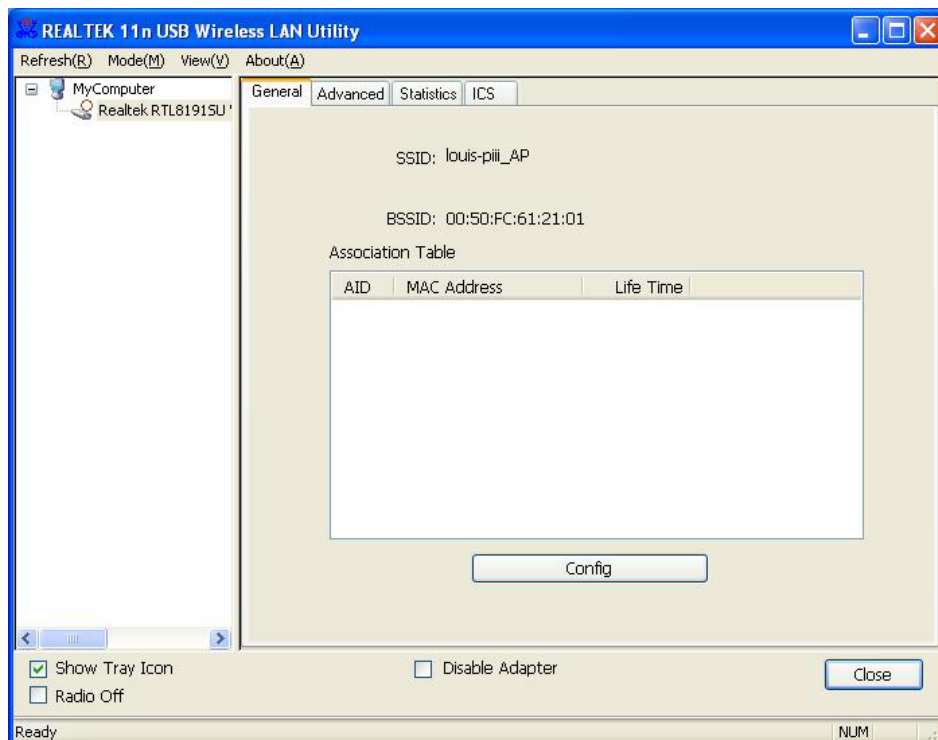 REALTEK 11n USB Wireless LAN Utility
Refresh(R) Mode(M) View(V) About(A)
MyComputer
Realtek RTL8191SU '
General Advanced Statistics ICS
SSID: louis-piii_AP
BSSID: 00:50:FC:61:21:01
Association Table
AID MAC Address Life Time
Config
Show Tray Icon
Radio Off
Disable Adapter
Close
Ready
NUM